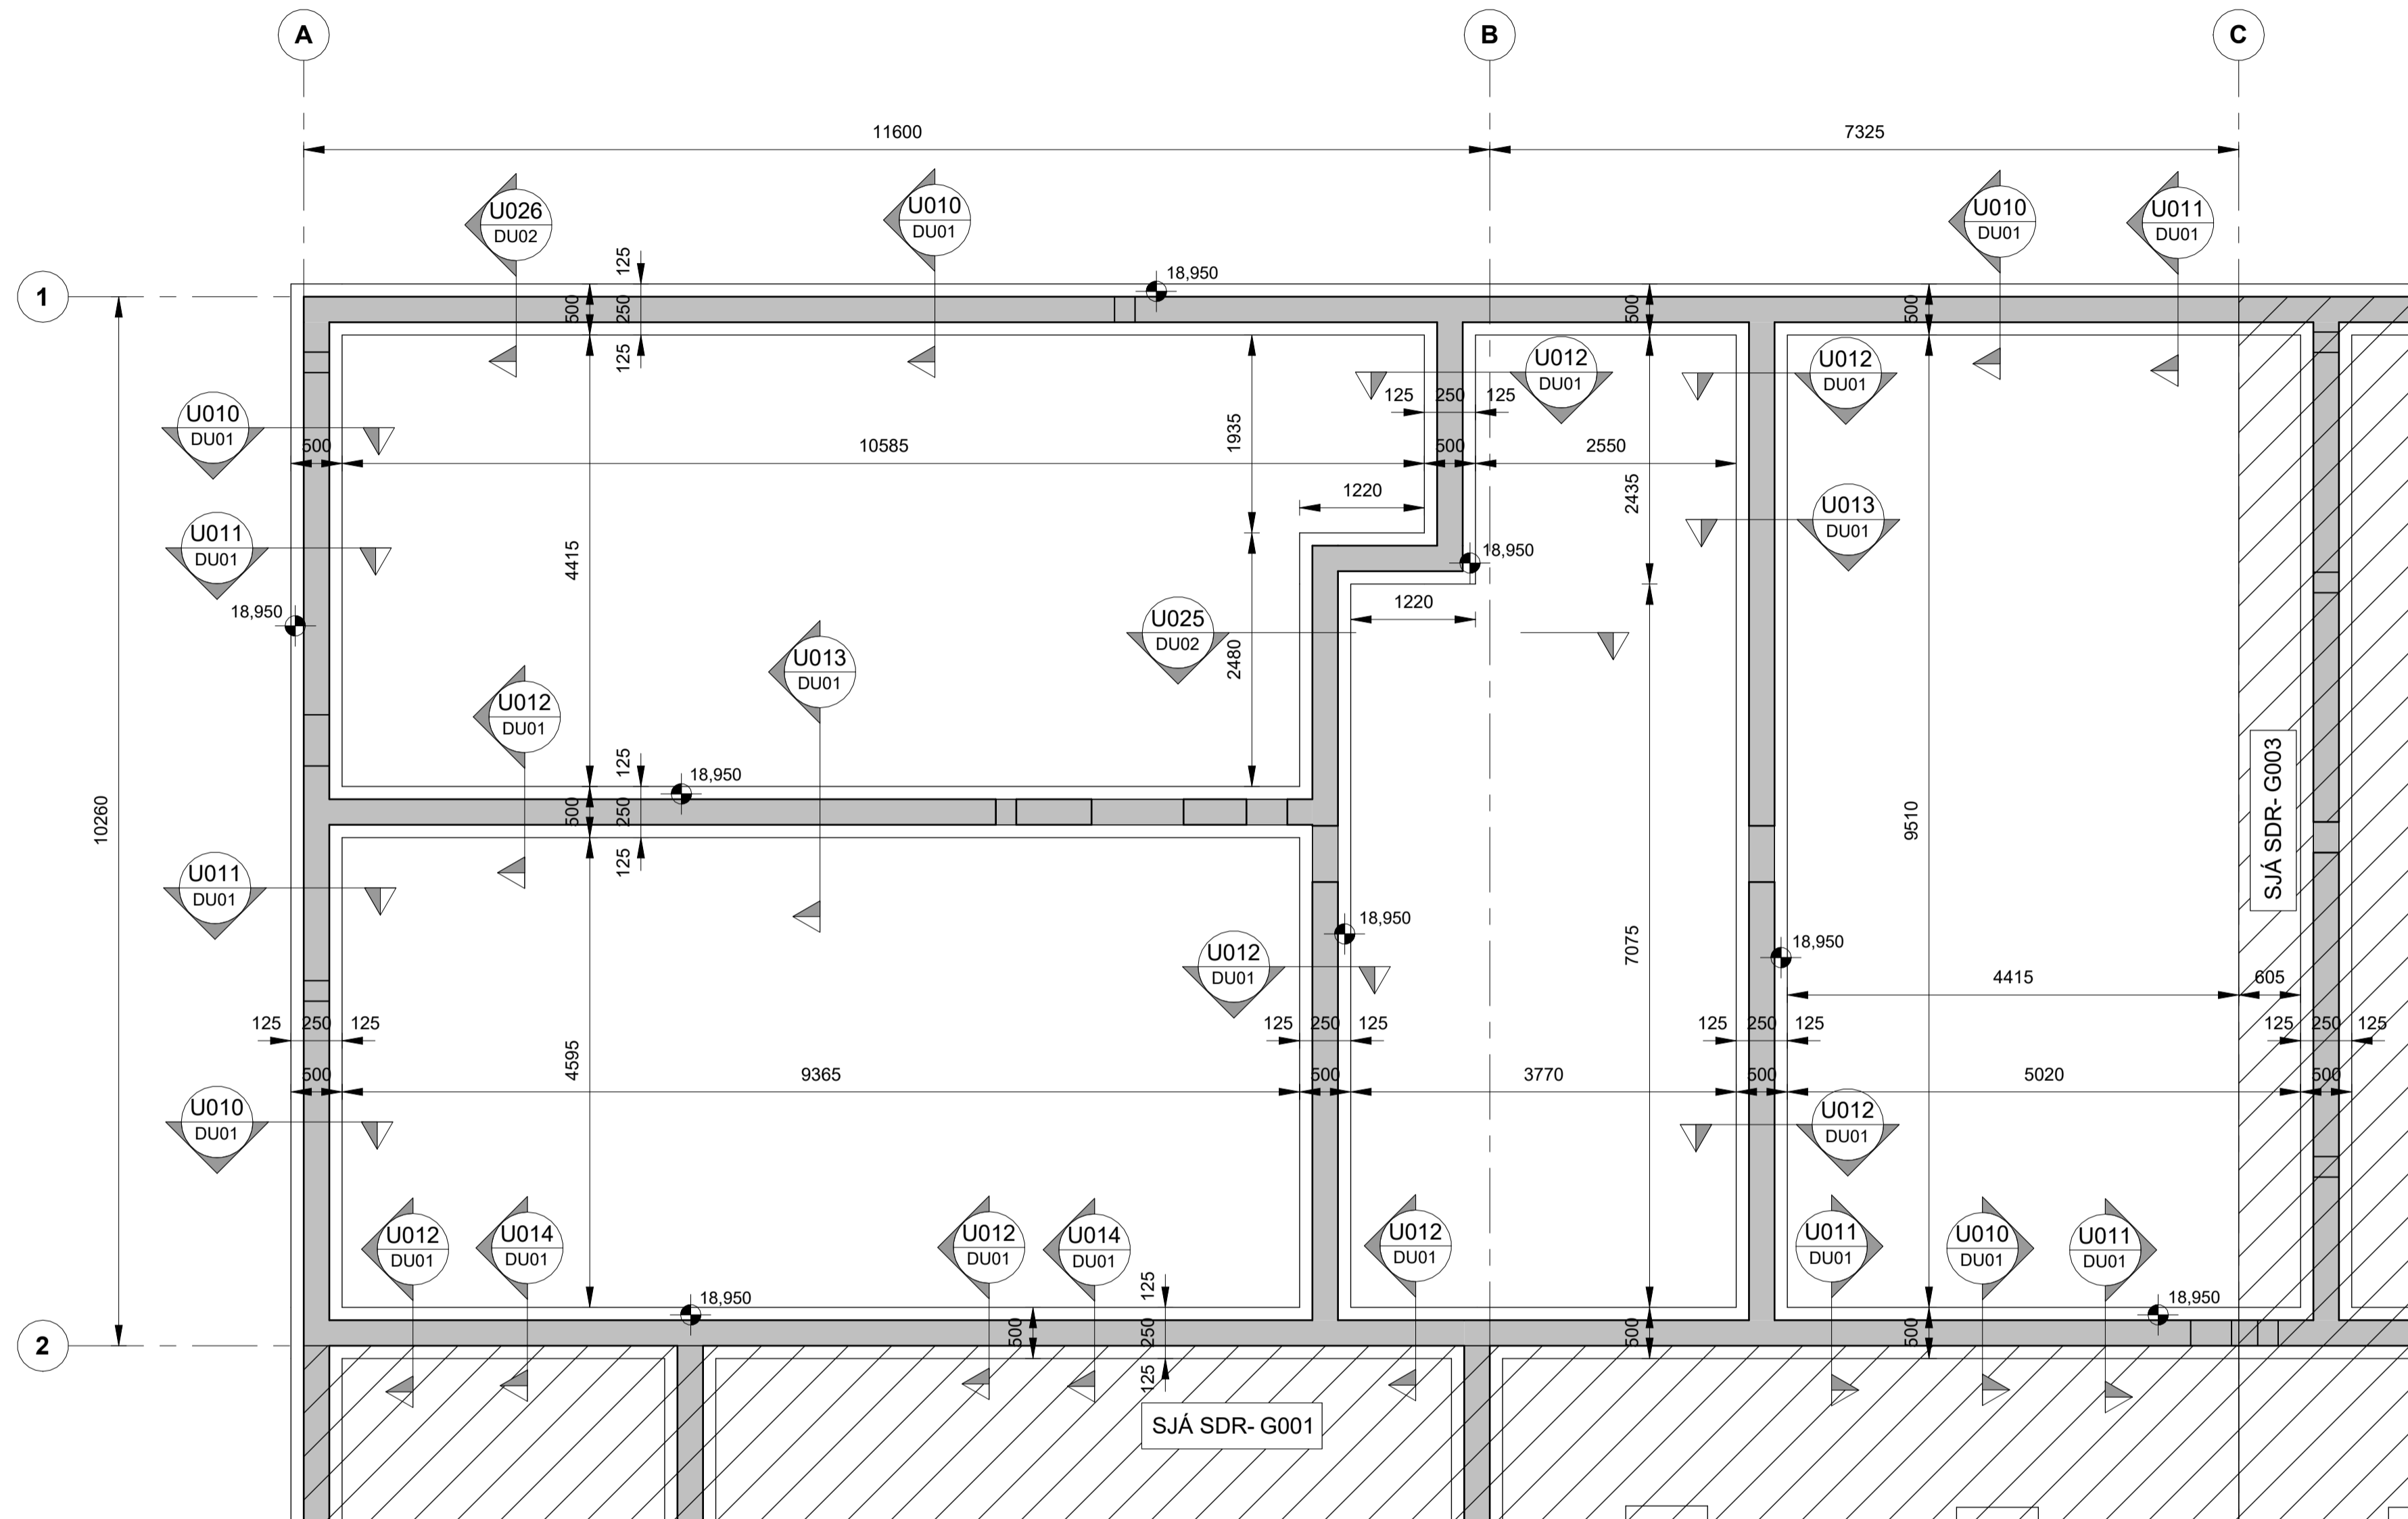 A
B
C
11600
7325
U026
DU02
U010
DU01
U010
DU01
U011
DU01
125
18,950
1
500
250
500
500
125
U012
DU01
U012
DU01
125
250
125
U010
DU01
500
10585
1935
500
2550
2435
1220
U013
DU01
U011
DU01
4415
18,950
18,950
1220
U025
DU02
2480
U013
DU01
U012
DU01
SJÁ SDR- G003
125
18,950
10260
500
250
9510
125
U011
DU01
18,950
7075
18,950
U012
DU01
4415
605
125
250
125
125
250
125
125
250
125
125
250
125
4595
500
9365
500
3770
500
5020
500
U010
DU01
U012
DU01
U012
DU01
U014
DU01
U012
DU01
U014
DU01
U012
DU01
U011
DU01
U010
DU01
U011
DU01
125
18,950
18,950
2
500
250
500
500
125
SJÁ SDR- G001